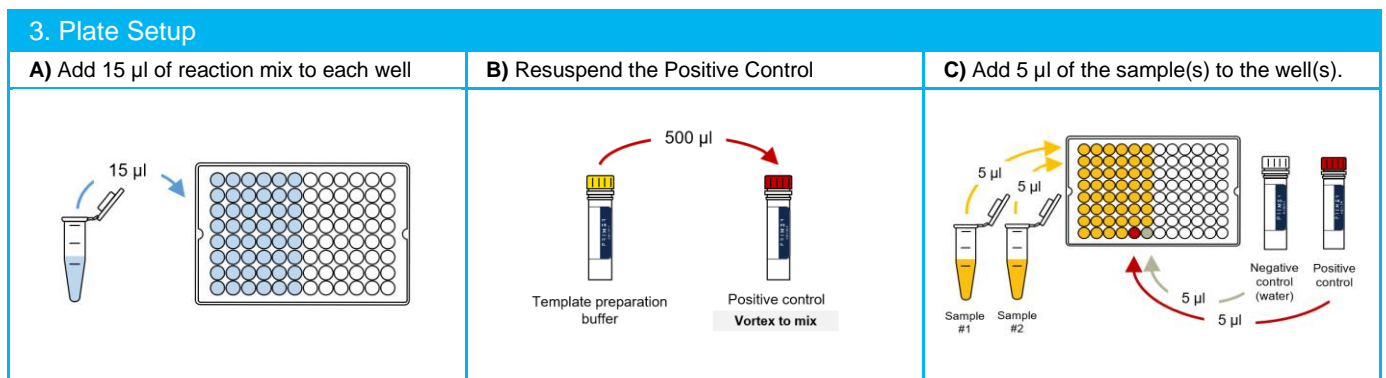 3. Plate Setup
A) Add 15 µl of reaction mix to each well
B) Resuspend the Positive Control
C) Add 5 µl of the sample(s) to the well(s).
15 µl
500 µl
Template preparation
buffer
Positive control
Vortex to mix
5 µl
5 µl
Sample
#1
Sample
#2
Negative
control
(water)
Positive
control
5 µl
5 µl